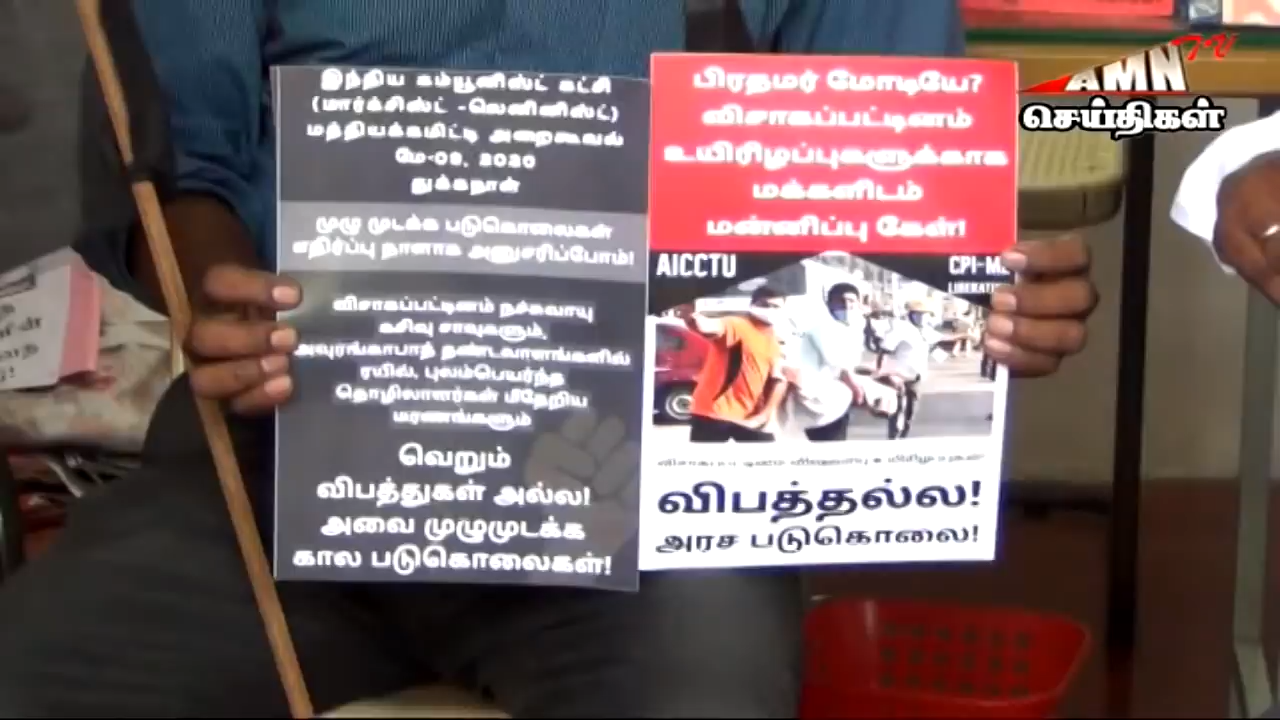 இந்திய கம்யூனிஸ்ட் கட்சி
(மார்க்சிஸ்ட் -லெனினிஸ்ட்)
மத்தியக்கமிட்டி அறைகூவல்
மே-09, 2020
துக்கநாள்
முழு முடக்க படுகொலைகள்
எதிர்ப்பு நாளாக அனுசரிப்போம்!
விசாகப்பட்டினம் நச்சுவாயு
கசிவு சாவுகளும்,
அவுரங்காபாத் தண்டவாளங்களில்
ரயில், புலம்பெயர்ந்த
தொழிலாளர்கள் மீதேறிய
மரணங்களும்
வெறும்
விபத்துகள் அல்ல!
அவை முழுமுடக்க
கால படுகொலைகள்!
பிரதமர் மோடியே?
விசாகப்பட்டினம்
உயிரிழப்புகளுக்காக
மக்களிடம்
மன்னிப்பு கேள்!
AICCTU
CPI-ML
விபத்தல்ல!
அரச படுகொலை!
AMN TV
செய்திகள்